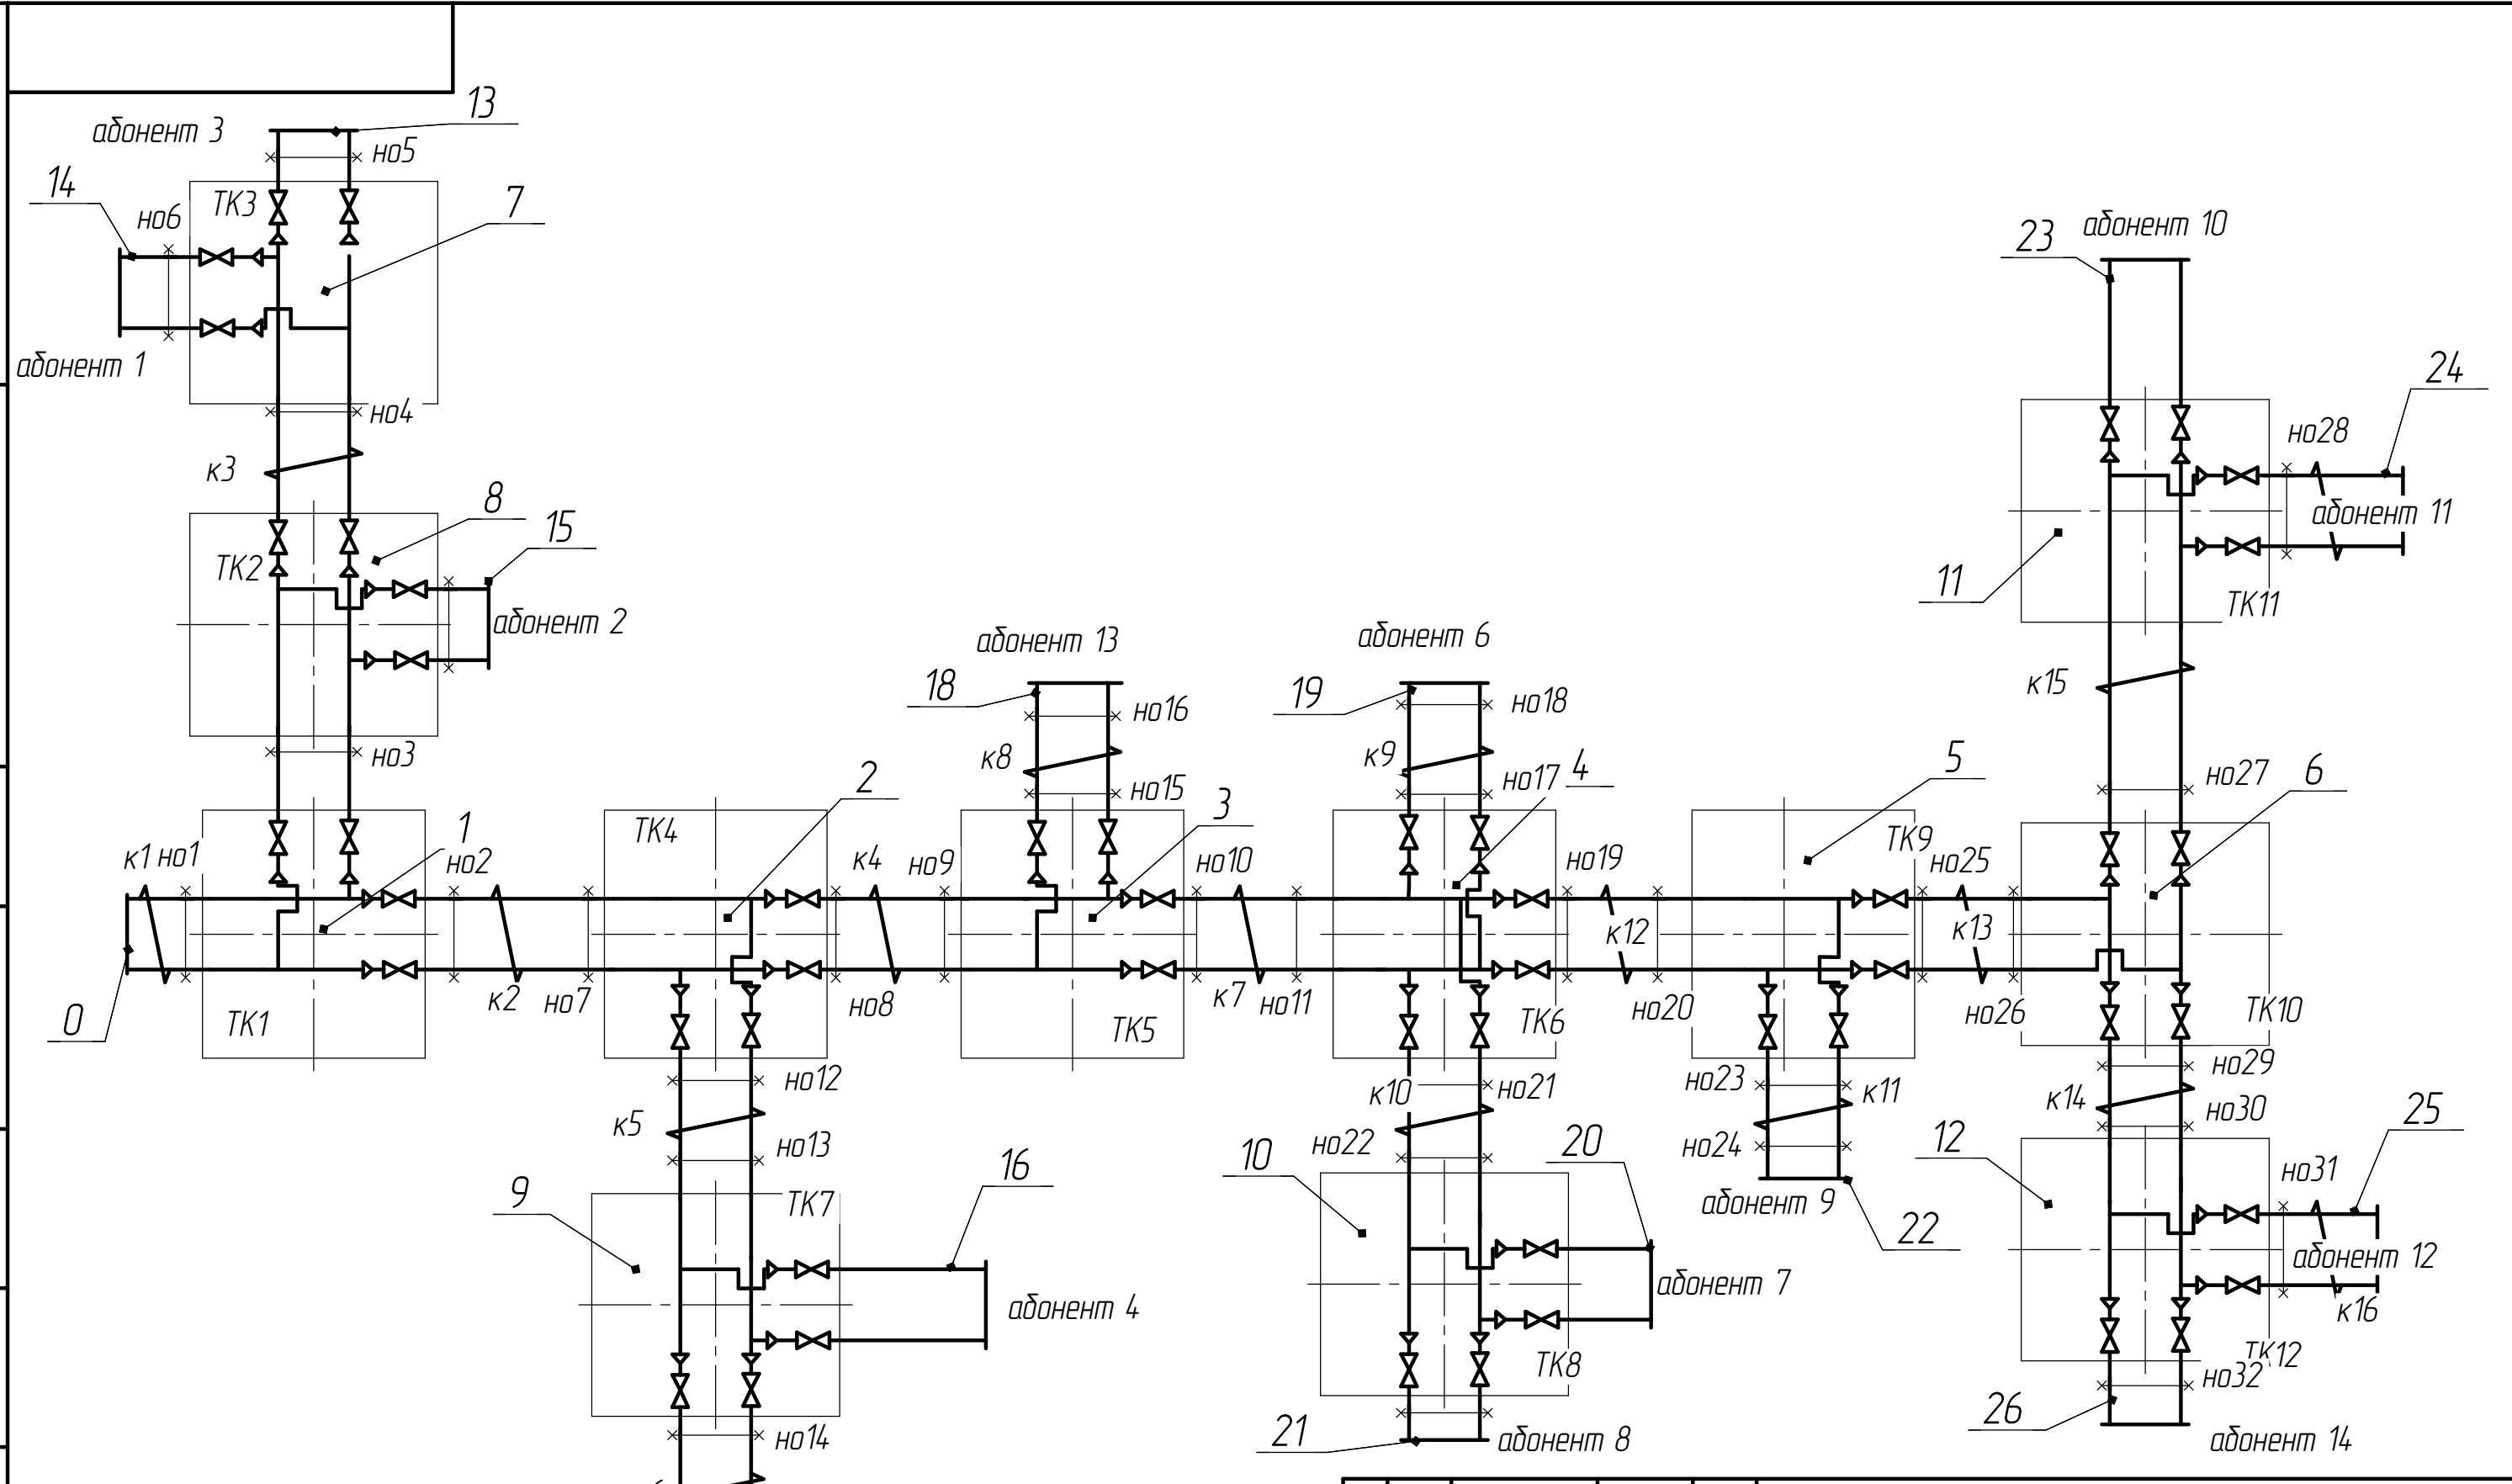 13
абонент 3
но5
14
ТК3
7
но6
абонент 1
но4
к3
8
15
ТК2
абонент 2
но3
23
абонент 10
24
но28
абонент 11
11
ТК11
абонент 13
абонент 6
18
но16
19
но18
к15
к8
к9
но15
но17
4
5
но27
6
2
3
1
ТК4
ТК9
к1
но1
но2
к4
но9
но10
но19
но25
к12
к13
0
к2
но7
но8
к7
но11
но20
но26
ТК1
ТК5
ТК6
ТК10
но12
к10
но21
но23
к11
но29
к5
к14
но30
25
но13
но22
но24
10
20
12
но31
16
9
ТК7
абонент 9
22
абонент 4
абонент 7
абонент 12
к16
ТК8
ТК12
но32
26
но14
21
абонент 8
абонент 14